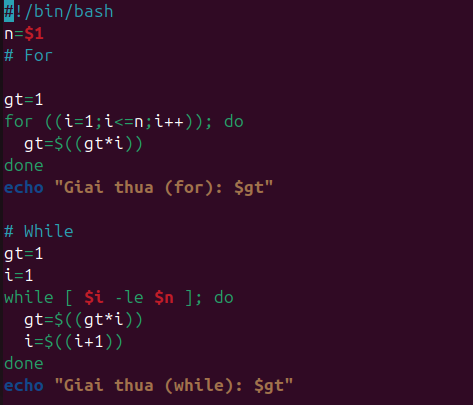 #!/bin/bash
n=$1
# For
gt=1
for ((i=1;i<=n;i++)); do
  gt=$((gt*i))
done
echo "Giai thua (for): $gt"
# While
gt=1
i=1
while [ $i -le $n ]; do
  gt=$((gt*i))
  i=$((i+1))
done
echo "Giai thua (while): $gt"